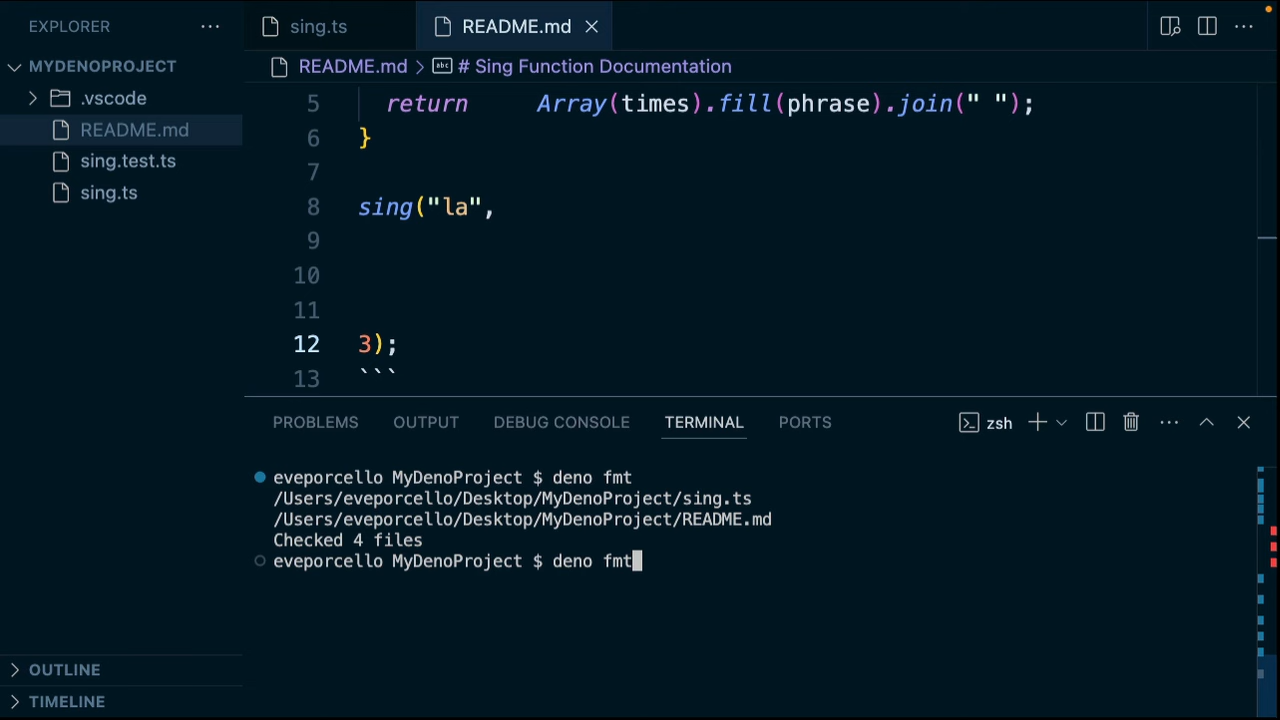 EXPLORER
sing.ts
README.md
MYDENOPROJECT
README.md > # Sing Function Documentation
.vscode
README.md
sing.test.ts
sing.ts
5 return Array(times).fill(phrase).join(" ");
6 }
7
8 sing("la",
9
10
11
12 3);
13 ```
PROBLEMS OUTPUT DEBUG CONSOLE TERMINAL PORTS
zsh
eveporcello MyDenoProject $ deno fmt
/Users/eveporcello/Desktop/MyDenoProject/sing.ts
/Users/eveporcello/Desktop/MyDenoProject/README.md
Checked 4 files
eveporcello MyDenoProject $ deno fmt
OUTLINE
TIMELINE